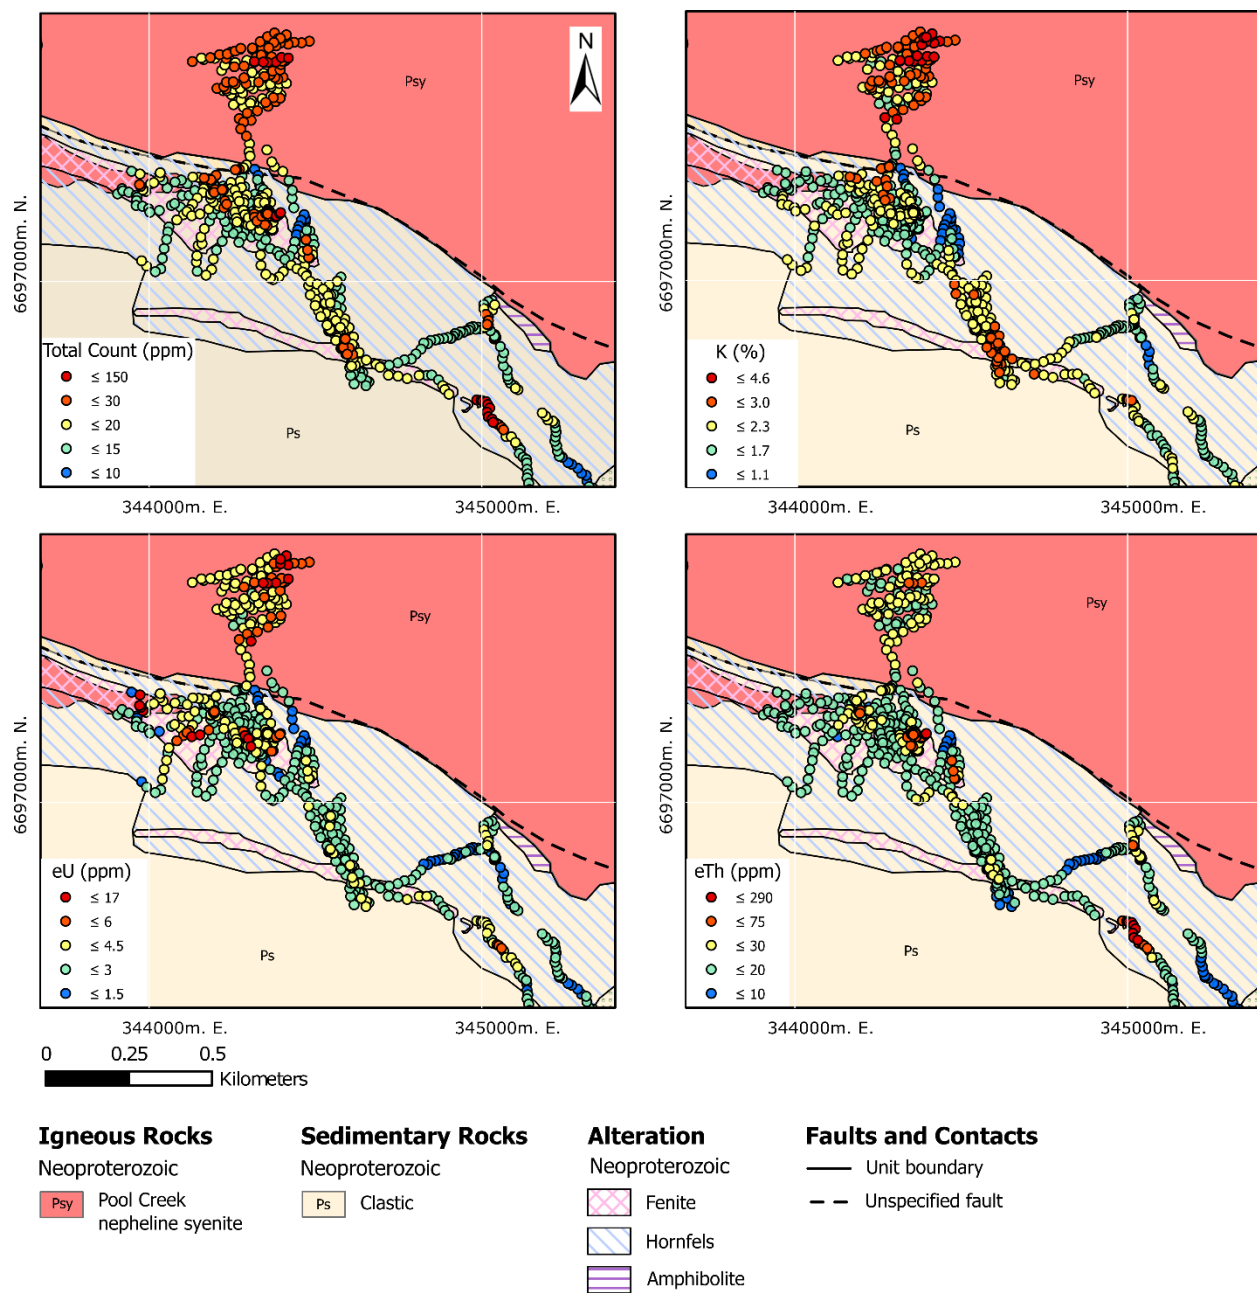 N
Psy
Ps
6697000m. N.
Total Count (ppm)
≤ 150
≤ 30
≤ 20
≤ 15
≤ 10
344000m. E.
345000m. E.
Psy
Ps
6697000m. N.
K (%)
≤ 4.6
≤ 3.0
≤ 2.3
≤ 1.7
≤ 1.1
344000m. E.
345000m. E.
Psy
Ps
6697000m. N.
eU (ppm)
≤ 17
≤ 6
≤ 4.5
≤ 3
≤ 1.5
344000m. E.
345000m. E.
Psy
Ps
6697000m. N.
eTh (ppm)
≤ 290
≤ 75
≤ 30
≤ 20
≤ 10
344000m. E.
345000m. E.
0 0.25 0.5
Kilometers
Igneous Rocks
Neoproterozoic
Psy Pool Creek
nepheline syenite
Sedimentary Rocks
Neoproterozoic
Ps Clastic
Alteration
Neoproterozoic
Fenite
Hornfels
Amphibolite
Faults and Contacts
Unit boundary
Unspecified fault